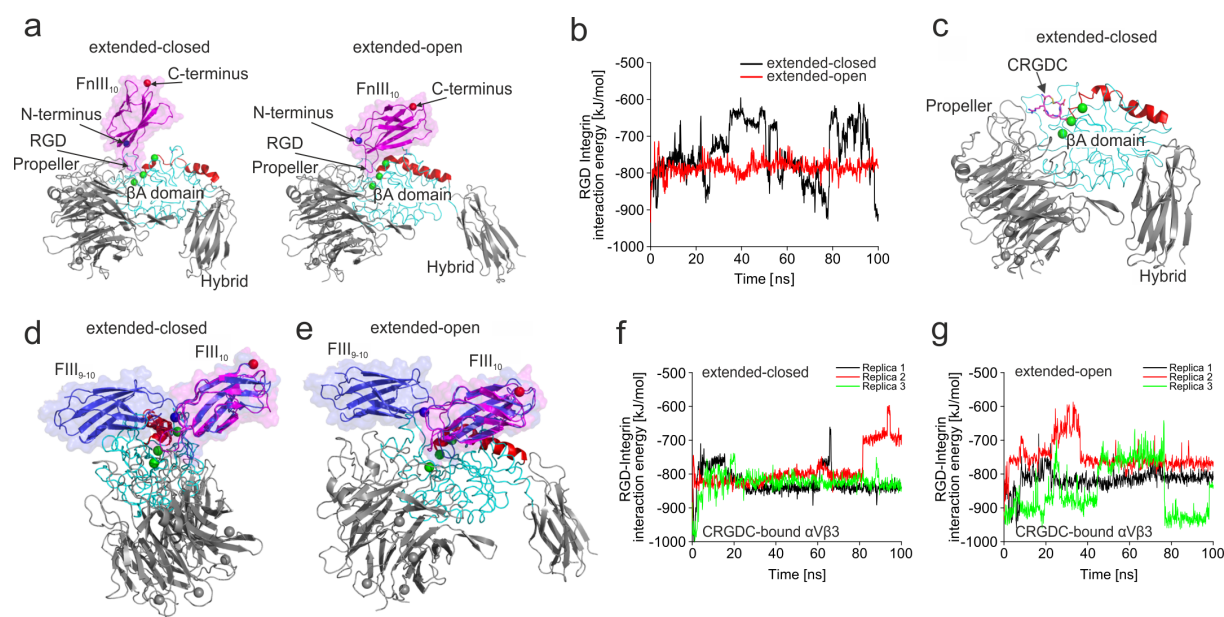 a
extended-closed
FnIII10
C-terminus
N-terminus
RGD
Propeller
βA domain
Hybrid
extended-open
FnIII10
C-terminus
N-terminus
RGD
Propeller
βA domain
Hybrid
b
RGD Integrin
interaction energy [kJ/mol]
-500
-600
-700
-800
-900
-1000
extended-closed
extended-open
0 20 40 60 80 100
Time [ns]
c
extended-closed
CRGDC
Propeller
βA domain
Hybrid
d
extended-closed
FIII9-10
FIII10
e
extended-open
FIII9-10
FIII10
f
RGD-Integrin
interaction energy [kJ/mol]
-500
-600
-700
-800
-900
-1000
extended-closed
Replica 1
Replica 2
Replica 3
CRGDC-bound αVβ3
0 20 40 60 80 100
Time [ns]
g
RGD-Integrin
interaction energy [kJ/mol]
-500
-600
-700
-800
-900
-1000
extended-open
Replica 1
Replica 2
Replica 3
CRGDC-bound αVβ3
0 20 40 60 80 100
Time [ns]